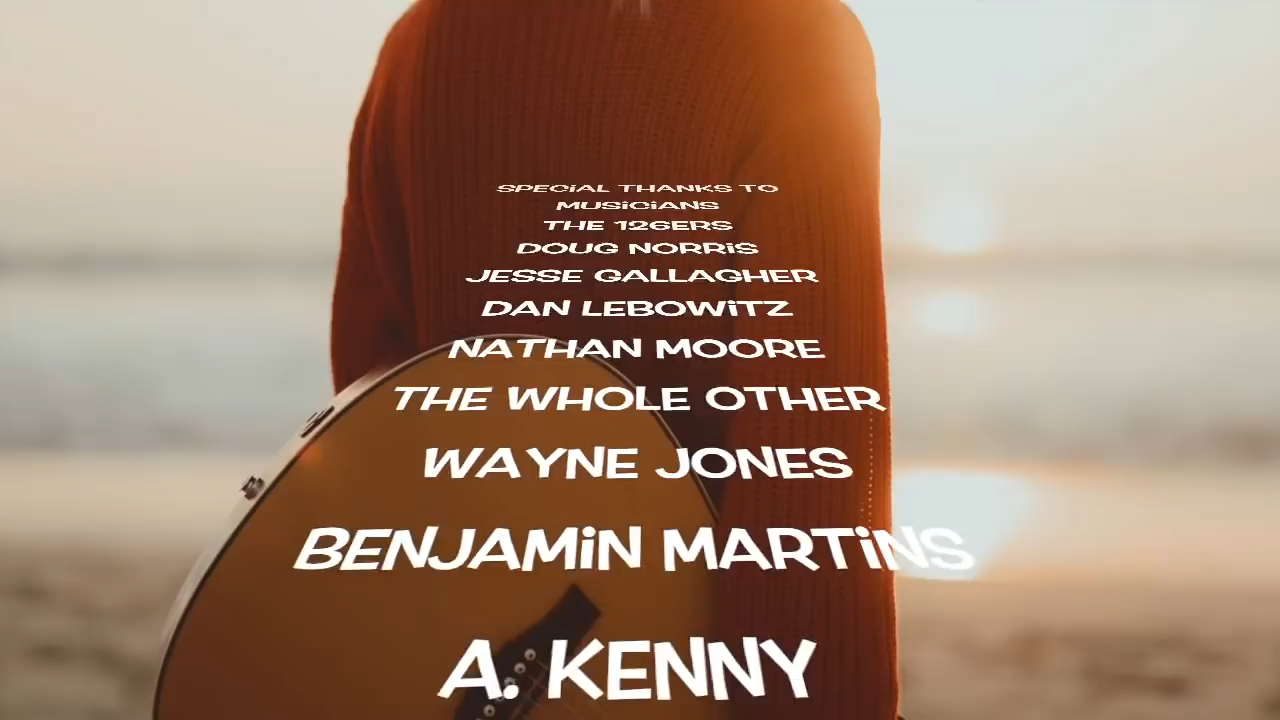 SPECiAL THANKS TO
MUSiCiANS
THE 126ERS
DOUG NORRiS
JESSE GALLAGHER
DAN LEBOWiTZ
NATHAN MOORE
THE WHOLE OTHER
WAYNE JONES
BENJAMiN MARTiNS
A. KENNY